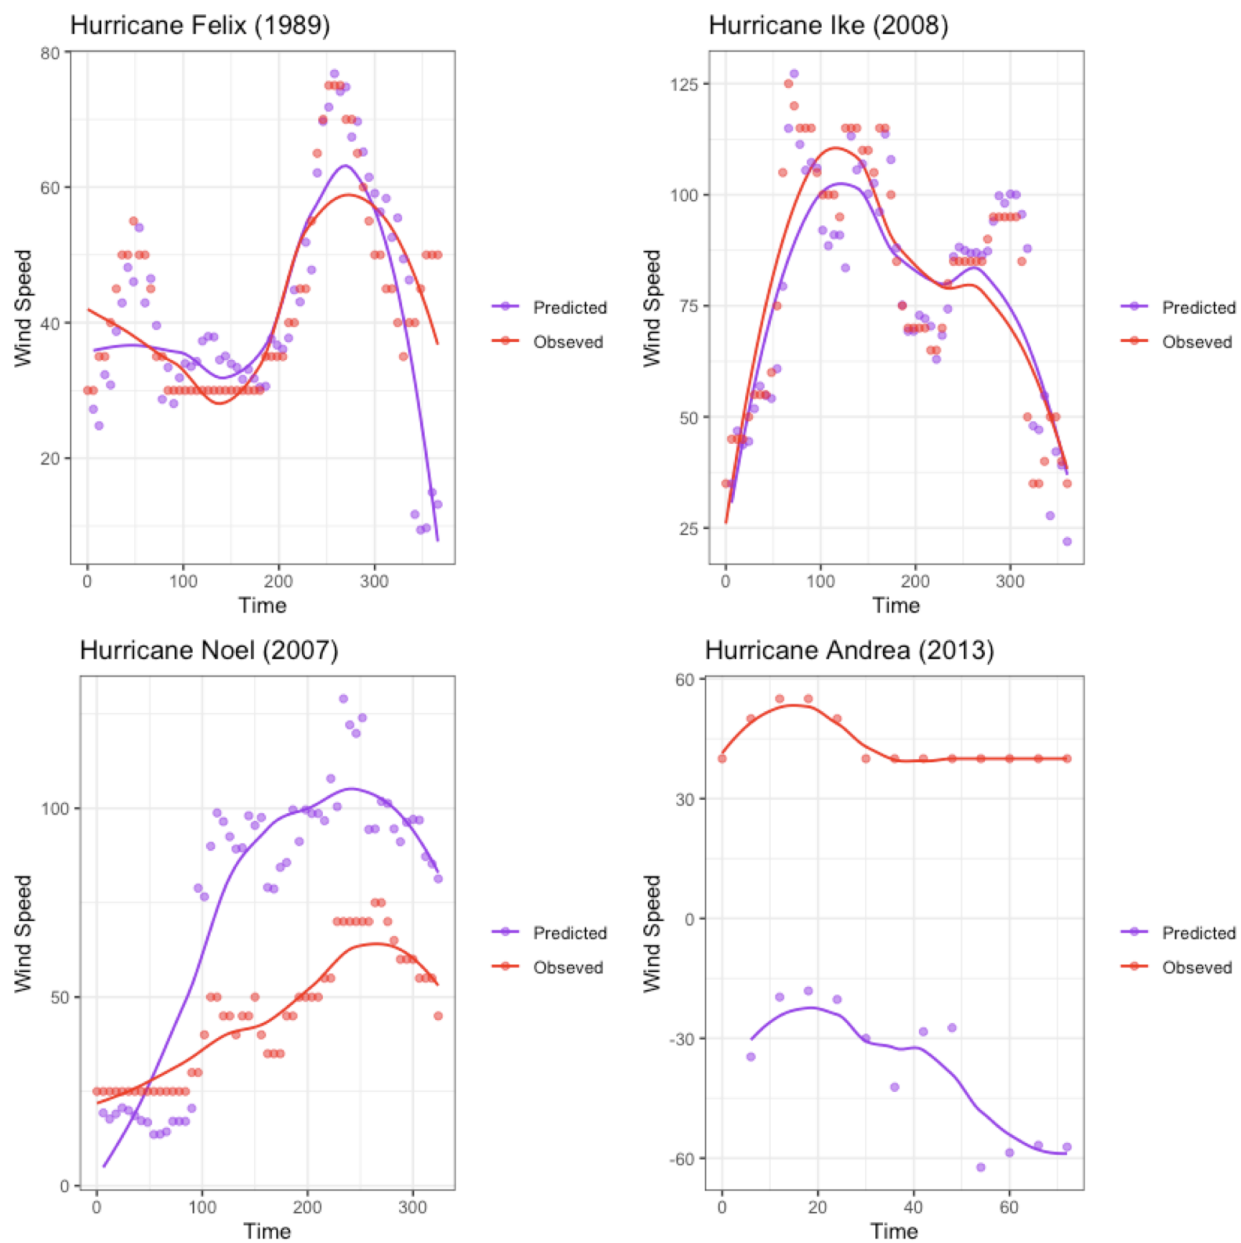 Hurricane Felix (1989)
80
60
40
20
Wind Speed
0 100 200 300
Time
Predicted
Obseved
Hurricane Ike (2008)
125
100
75
50
25
Wind Speed
0 100 200 300
Time
Predicted
Obseved
Hurricane Noel (2007)
100
50
0
Wind Speed
0 100 200 300
Time
Predicted
Obseved
Hurricane Andrea (2013)
60
30
0
-30
-60
Wind Speed
0 20 40 60
Time
Predicted
Obseved